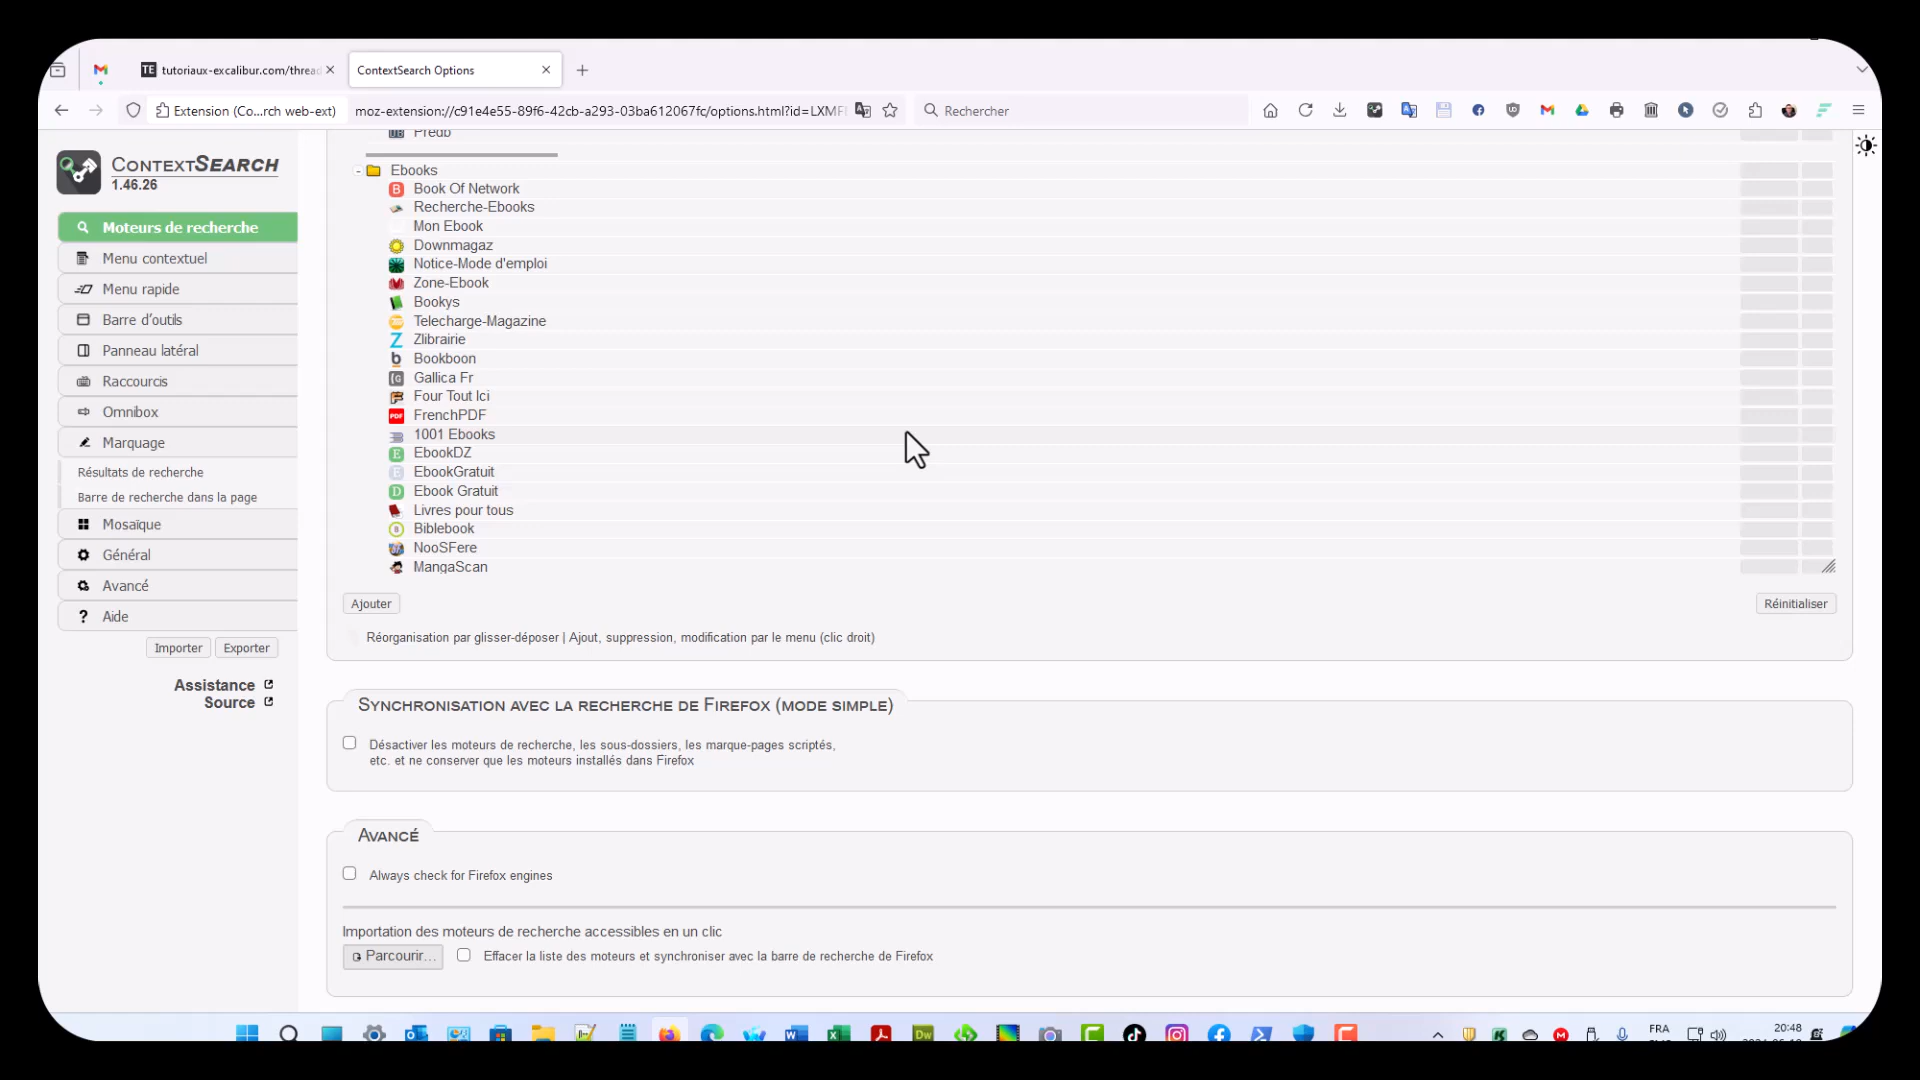 tutoriaux-excalibur.com/thread
ContextSearch Options
Extension (Co...rch web-ext)
moz-extension://c91e4e55-89f6-42cb-a293-03ba612067fc/options.html?id=LXMF
Rechercher
ContextSearch
1.46.26
Moteurs de recherche
Menu contextuel
Menu rapide
Barre d'outils
Panneau latéral
Raccourcis
Omnibox
Marquage
Résultats de recherche
Barre de recherche dans la page
Mosaïque
Général
Avancé
Aide
Importer
Exporter
Assistance
Source
Predb
Ebooks
Book Of Network
Recherche-Ebooks
Mon Ebook
Downmagaz
Notice-Mode d'emploi
Zone-Ebook
Bookys
Telecharge-Magazine
Zlibrairie
Bookboon
Gallica Fr
Four Tout Ici
FrenchPDF
1001 Ebooks
EbookDZ
EbookGratuit
Ebook Gratuit
Livres pour tous
Biblebook
NooSFere
MangaScan
Ajouter
Réinitialiser
Réorganisation par glisser-déposer | Ajout, suppression, modification par le menu (clic droit)
Synchronisation avec la recherche de Firefox (mode simple)
Désactiver les moteurs de recherche, les sous-dossiers, les marque-pages scriptés,
etc. et ne conserver que les moteurs installés dans Firefox
Avancé
Always check for Firefox engines
Importation des moteurs de recherche accessibles en un clic
Parcourir...
Effacer la liste des moteurs et synchroniser avec la barre de recherche de Firefox
FRA
20:48